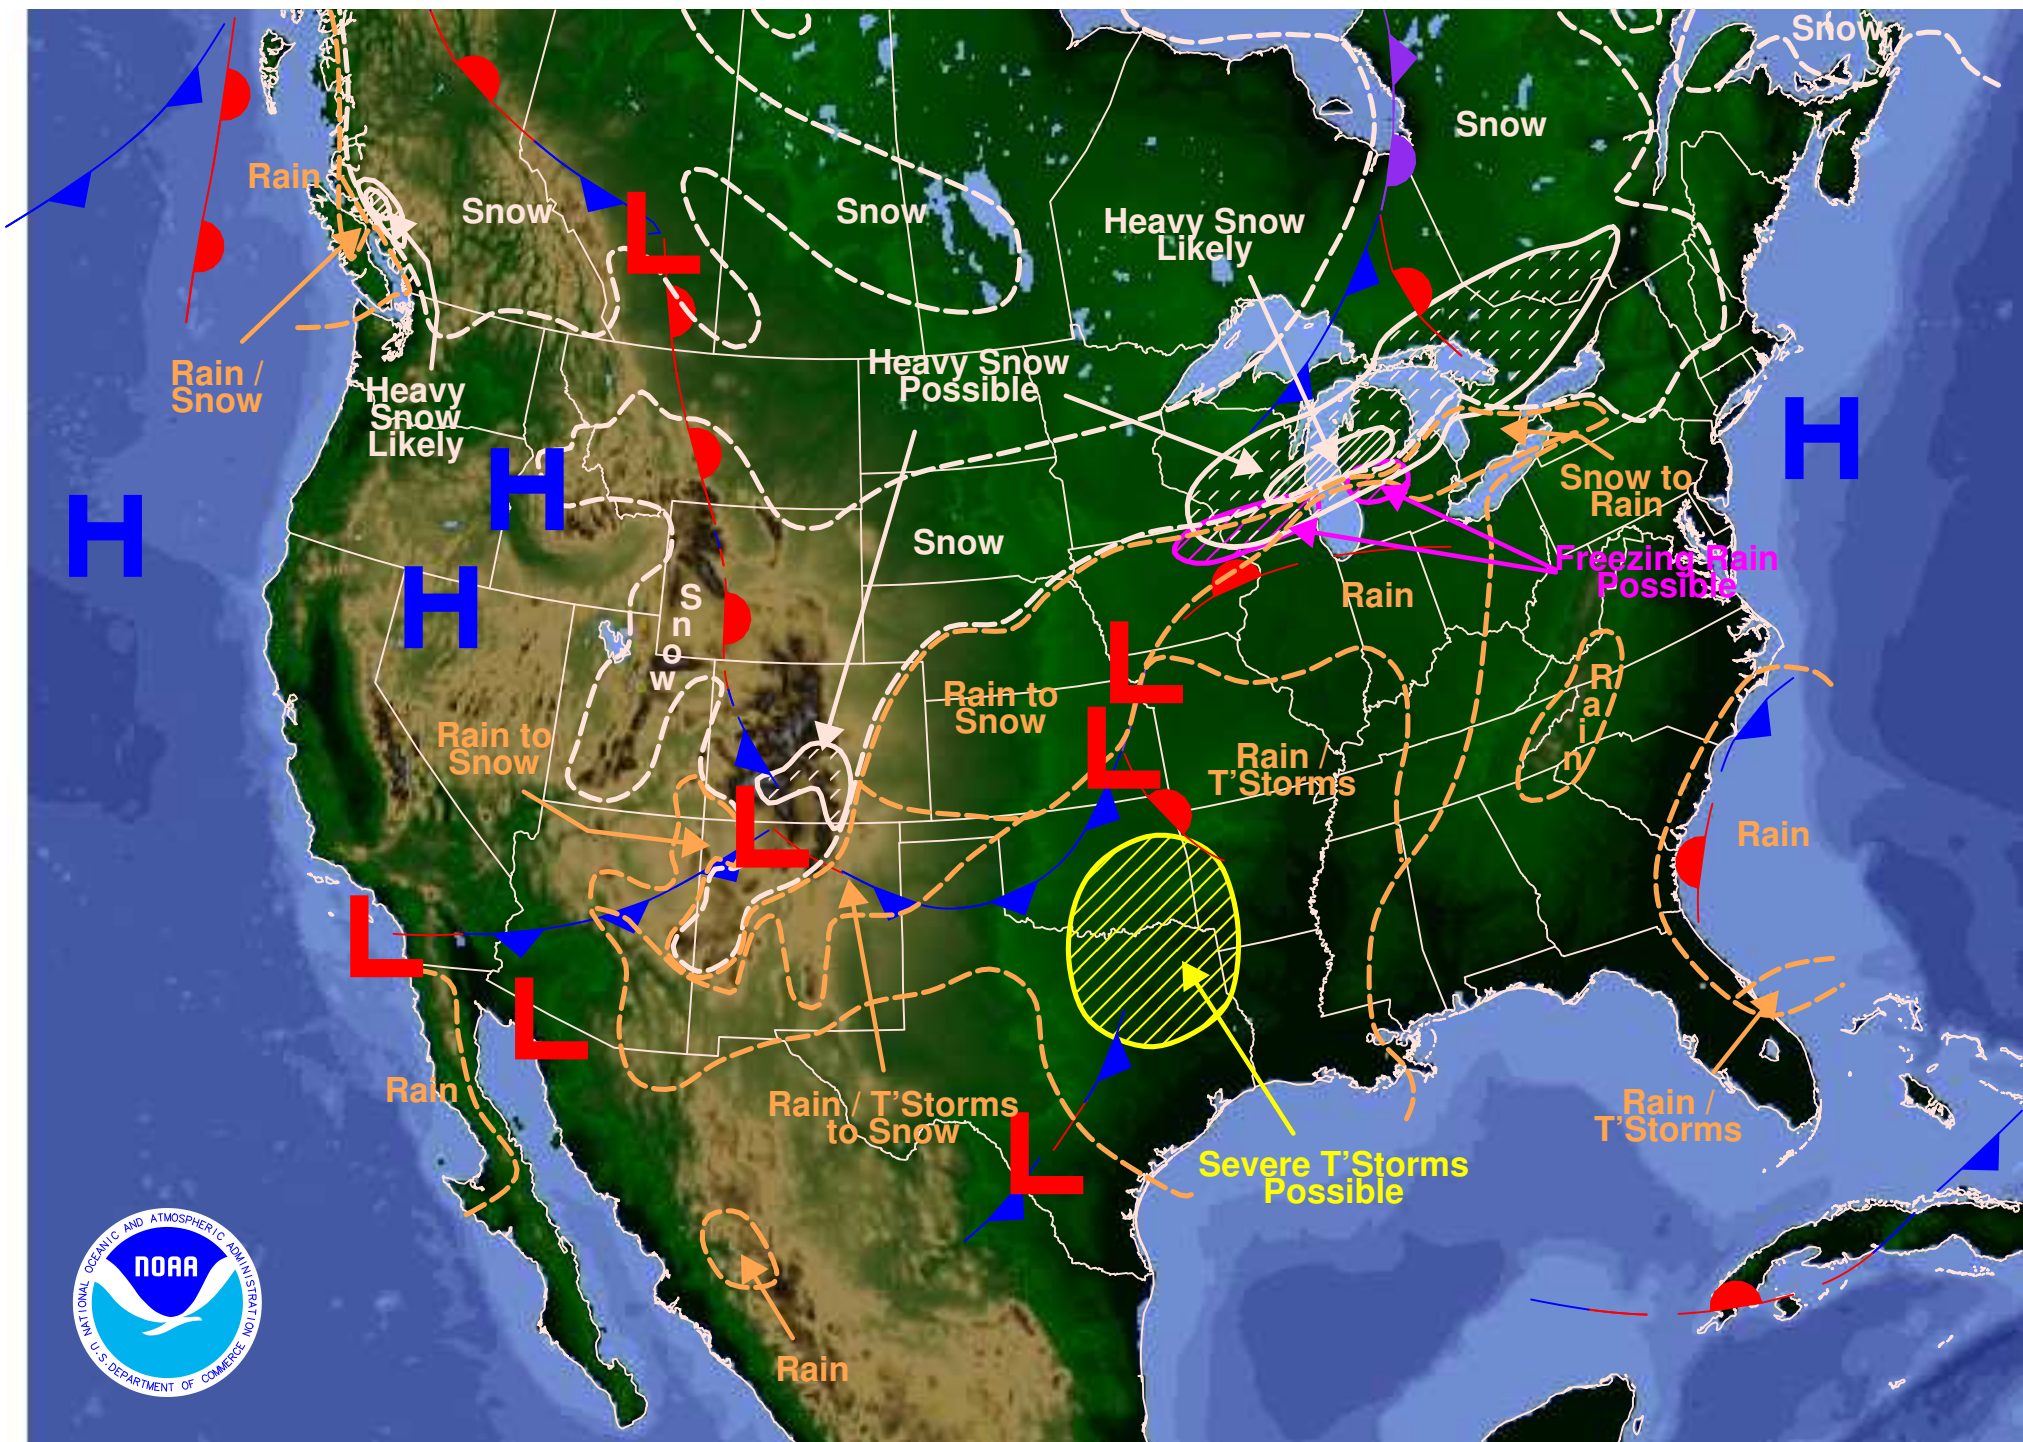 Snow
Snow
Rain
Snow
Snow
Heavy Snow
Likely
Rain /
Snow
Heavy
Snow
Likely
Heavy Snow
Possible
H
H
H
H
Snow to
Rain
Snow
Freezing Rain
Possible
Rain
S
n
o
w
L
L
L
L
L
L
L
Rain to
Snow
Rain to
Snow
Rain /
T'Storms
R
a
i
n
Rain
Rain
Rain / T'Storms
to Snow
Rain /
T'Storms
Severe T'Storms
Possible
Rain
NOAA
NATIONAL OCEANIC AND ATMOSPHERIC ADMINISTRATION
U.S. DEPARTMENT OF COMMERCE